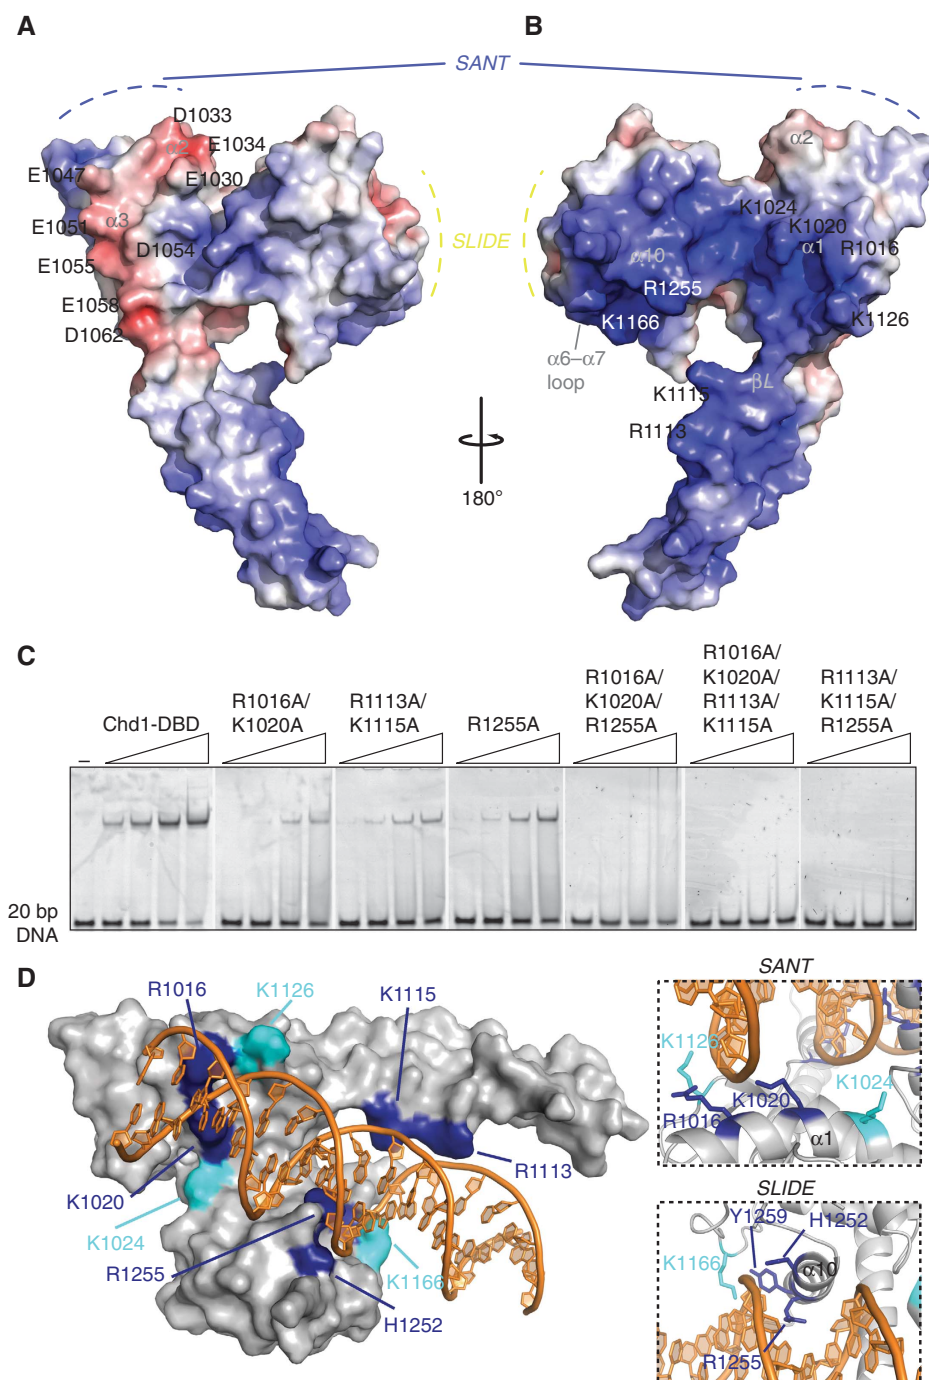 A
B
SANT
D1033
α2
E1034
E1047
E1030
α3
E1051
D1054
E1055
E1058
D1062
SLIDE
α2
K1024
K1020
α1
R1016
α10
R1255
K1166
K1126
α6–α7
loop
βL
K1115
R1113
180°
C
Chd1-DBD
R1016A/
K1020A
R1113A/
K1115A
R1255A
R1016A/
K1020A/
R1255A
R1016A/
K1020A/
R1113A/
K1115A
R1113A/
K1115A/
R1255A
–
20 bp
DNA
D
R1016
K1126
K1115
R1113
K1020
K1024
R1255
K1166
H1252
SANT
K1126
K1024
K1020
R1016
α1
SLIDE
Y1259
H1252
K1166
α10
R1255